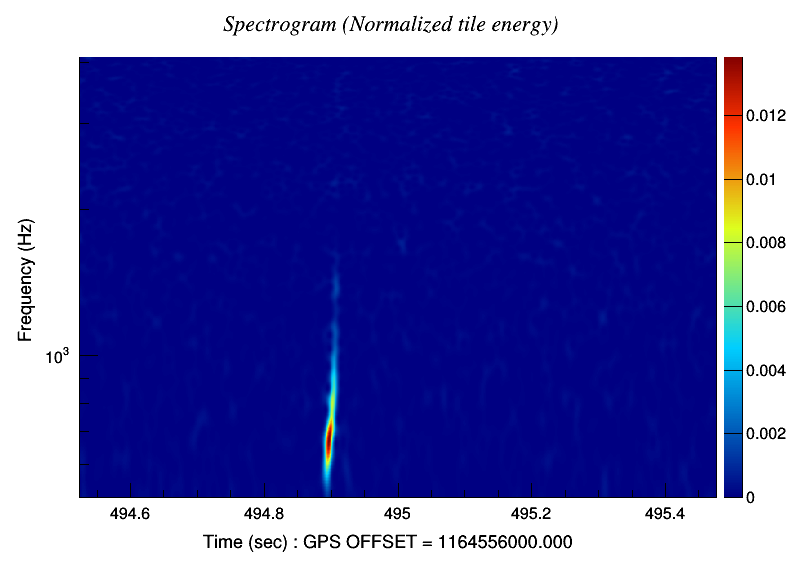 Spectrogram (Normalized tile energy)
Frequency (Hz)
10³
0.012
0.01
0.008
0.006
0.004
0.002
0
494.6 494.8 495 495.2 495.4
Time (sec) : GPS OFFSET = 1164556000.000